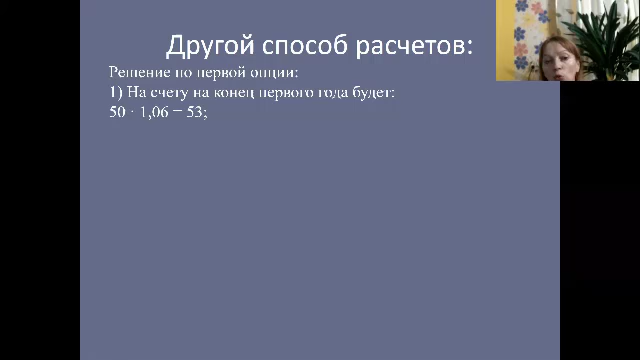 Другой способ расчетов:
Решение по первой опции:
1) На счету на конец первого года будет:
50 · 1,06 = 53;